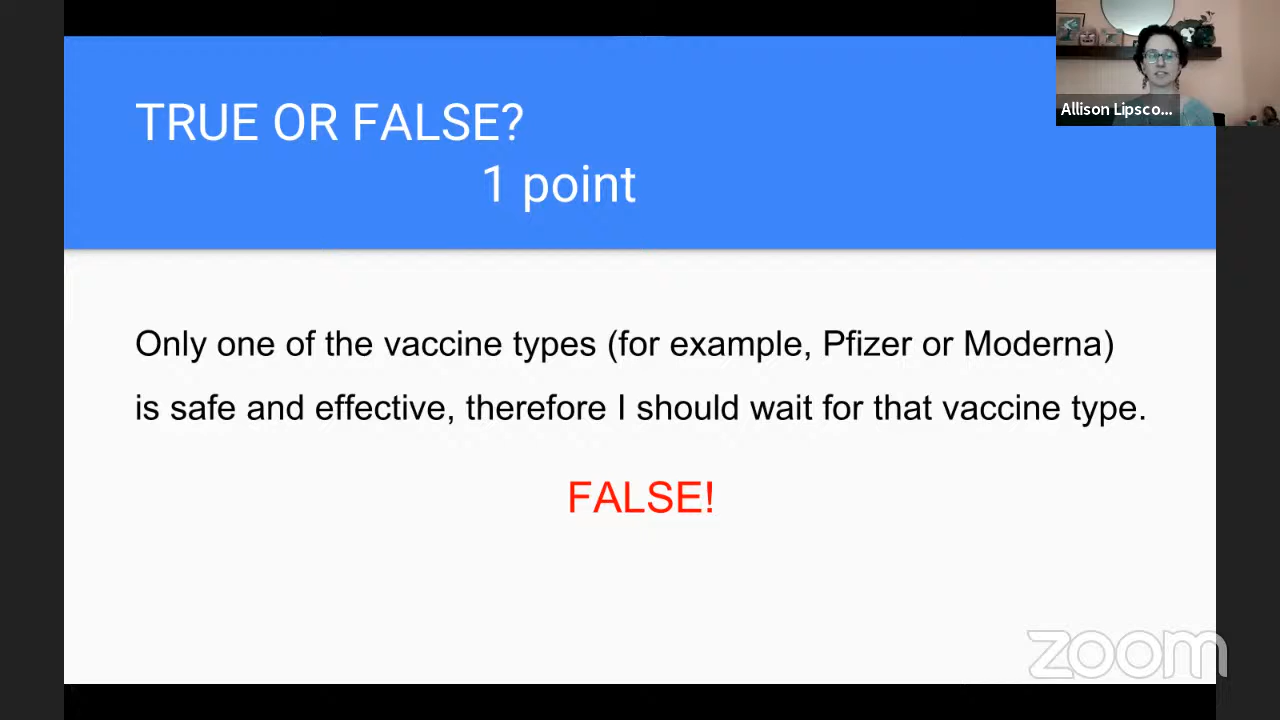 TRUE OR FALSE?
1 point
Allison Lipsco...
Only one of the vaccine types (for example, Pfizer or Moderna)
is safe and effective, therefore I should wait for that vaccine type.
FALSE!
zoom